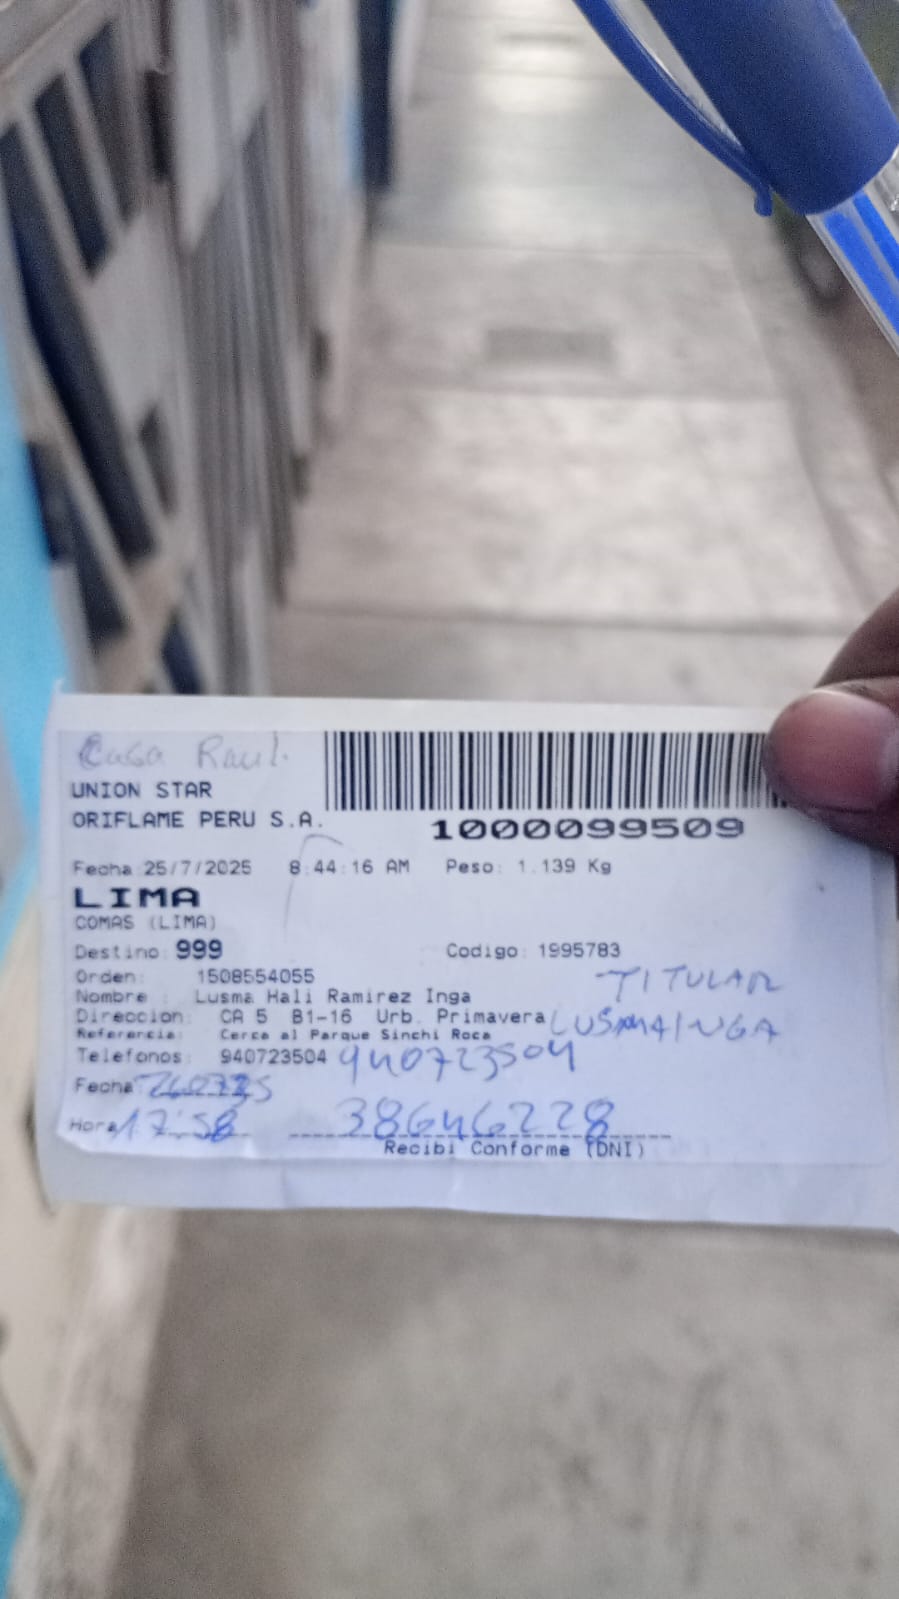 Casa Raul.
UNION STAR
ORIFLAME PERU S.A.
1000099509
Fecha: 25/7/2025 8:44:16 AM Peso: 1.139 Kg
LIMA
COMAS (LIMA)
Destino: 999 Codigo: 1995783
Orden: 1508554055
TITULAR
Nombre : Lusma Hali Ramirez Inga
Direccion: CA 5 B1-16 Urb. Primavera
LUSMA INGA
Referencia: Cerca al Parque Sinchi Roca
Telefonos: 940723504 940723504
Fecha:
Hora: 17:58 38646228
Recibi Conforme (DNI)